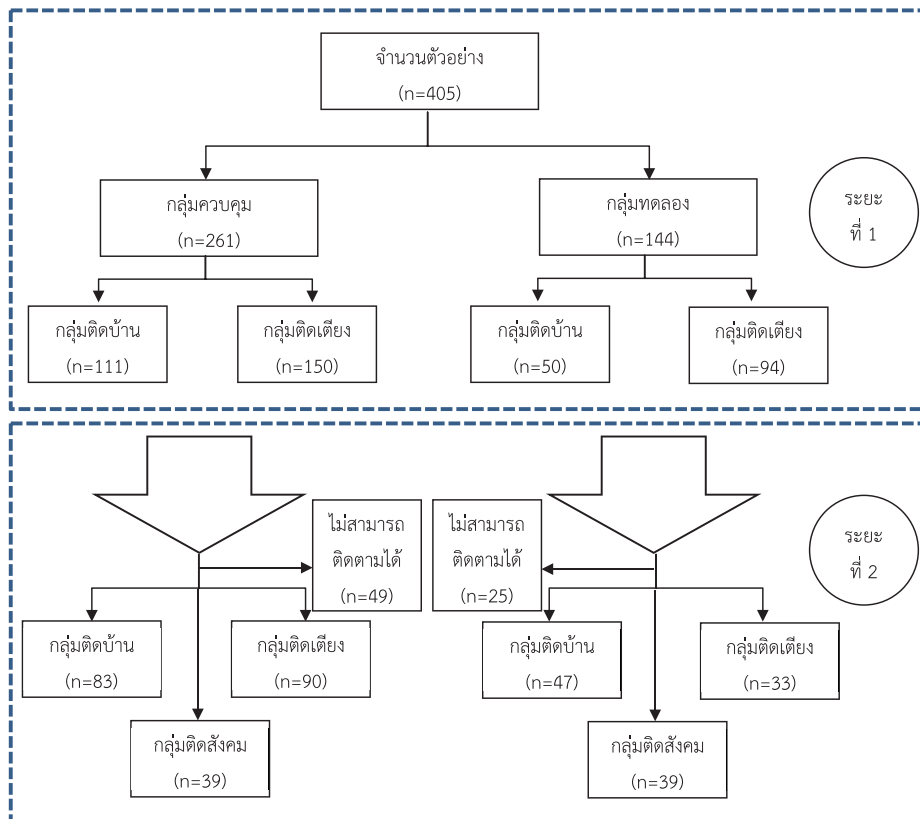 จำนวนตัวอย่าง
(n=405)
กลุ่มควบคุม
(n=261)
กลุ่มทดลอง
(n=144)
ระยะ
ที่ 1
กลุ่มติดบ้าน
(n=111)
กลุ่มติดเตียง
(n=150)
กลุ่มติดบ้าน
(n=50)
กลุ่มติดเตียง
(n=94)
ไม่สามารถ
ติดตามได้
(n=49)
ไม่สามารถ
ติดตามได้
(n=25)
ระยะ
ที่ 2
กลุ่มติดบ้าน
(n=83)
กลุ่มติดเตียง
(n=90)
กลุ่มติดบ้าน
(n=47)
กลุ่มติดเตียง
(n=33)
กลุ่มติดสังคม
(n=39)
กลุ่มติดสังคม
(n=39)